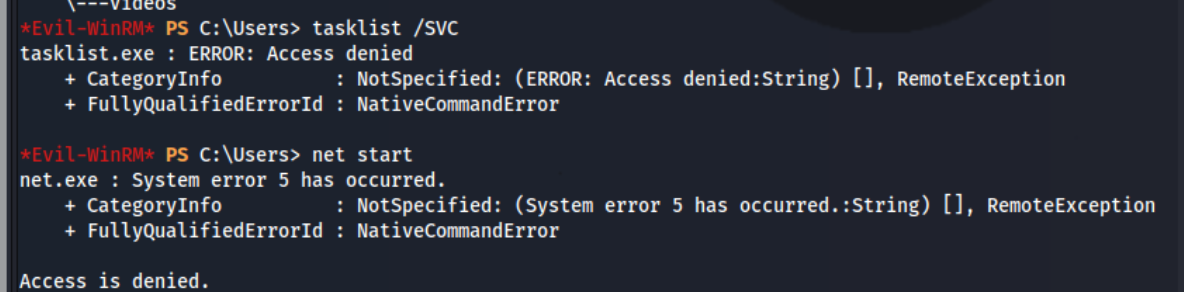 \---Videos
*Evil-WinRM* PS C:\Users> tasklist /SVC
tasklist.exe : ERROR: Access denied
    + CategoryInfo          : NotSpecified: (ERROR: Access denied:String) [], RemoteException
    + FullyQualifiedErrorId : NativeCommandError

*Evil-WinRM* PS C:\Users> net start
net.exe : System error 5 has occurred.
    + CategoryInfo          : NotSpecified: (System error 5 has occurred.:String) [], RemoteException
    + FullyQualifiedErrorId : NativeCommandError

Access is denied.